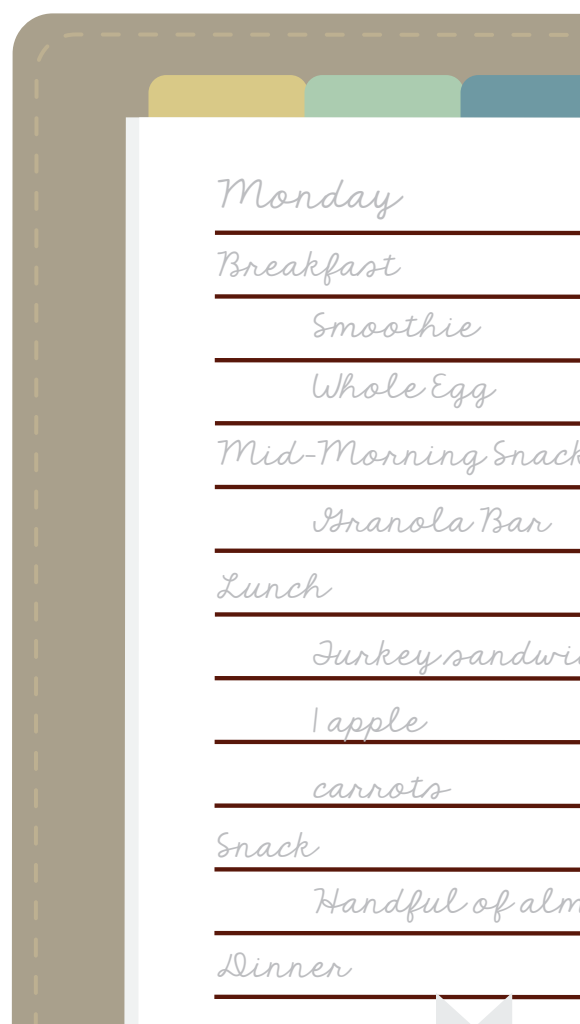 Monday
Breakfast
Smoothie
Whole Egg
Mid-Morning Snack
Granola Bar
Lunch
Turkey sandwi
1 apple
carrots
Snack
Handful of alm
Dinner